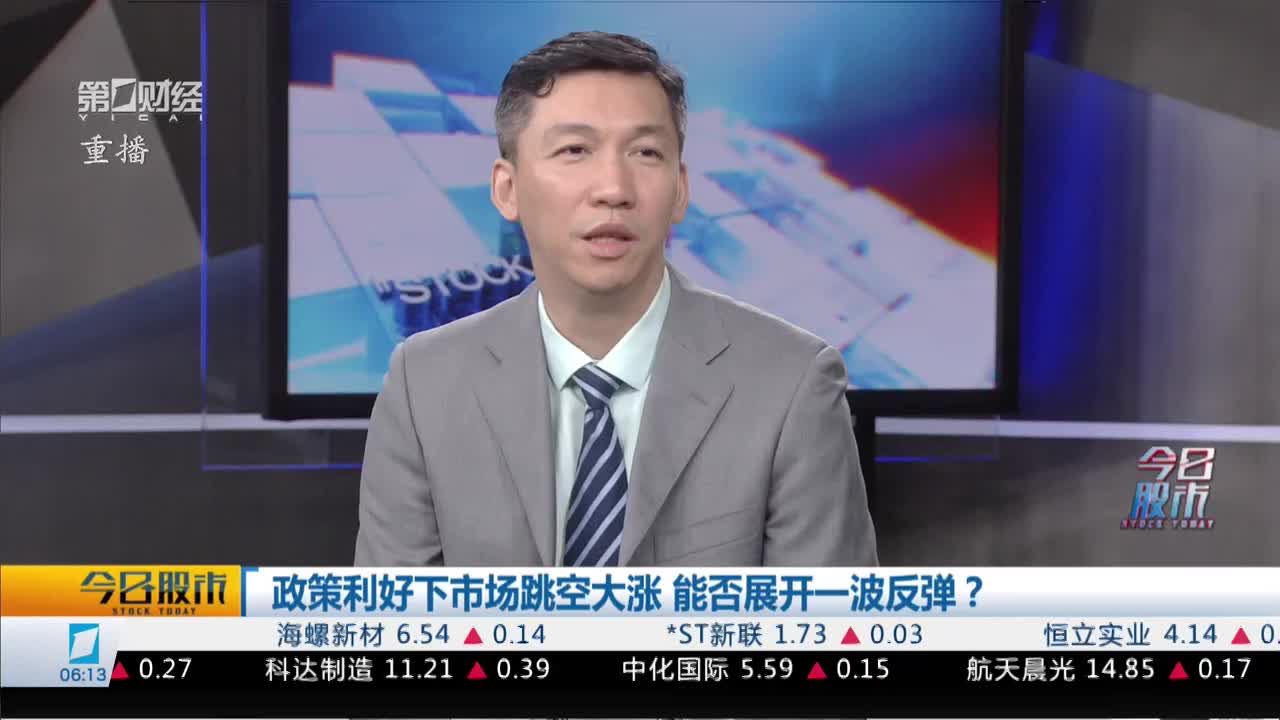 第一财经
YICAI
重播
"STOCK
今日
股市
STOCK TODAY
今日股市
STOCK TODAY
政策利好下市场跳空大涨 能否展开一波反弹？
海螺新材 6.54 ▲ 0.14 *ST新联 1.73 ▲ 0.03 恒立实业 4.14 ▲ 0.
06:13
▲ 0.27 科达制造 11.21 ▲ 0.39 中化国际 5.59 ▲ 0.15 航天晨光 14.85 ▲ 0.17